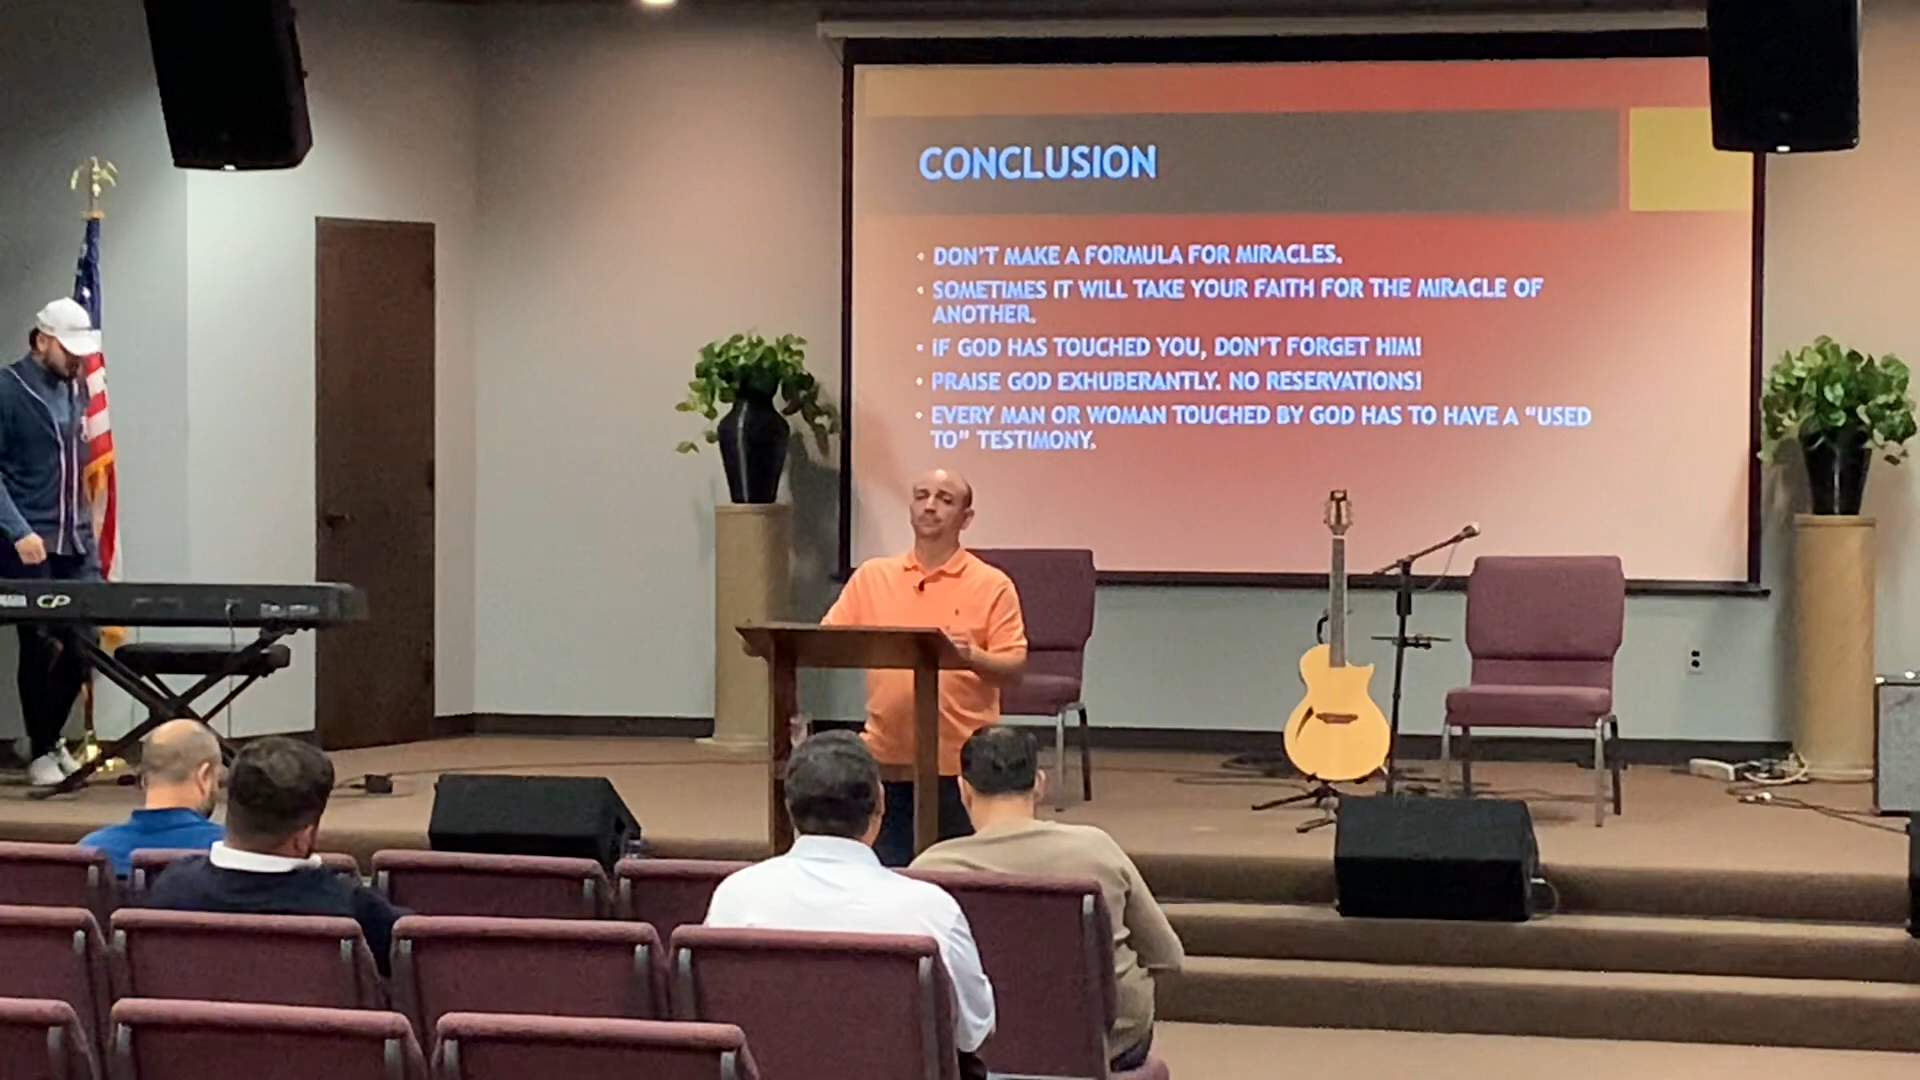 CONCLUSION
• DON'T MAKE A FORMULA FOR MIRACLES.
• SOMETIMES IT WILL TAKE YOUR FAITH FOR THE MIRACLE OF
ANOTHER.
• IF GOD HAS TOUCHED YOU, DON'T FORGET HIM!
• PRAISE GOD EXHUBERANTLY. NO RESERVATIONS!
• EVERY MAN OR WOMAN TOUCHED BY GOD HAS TO HAVE A “USED
TO” TESTIMONY.
CP